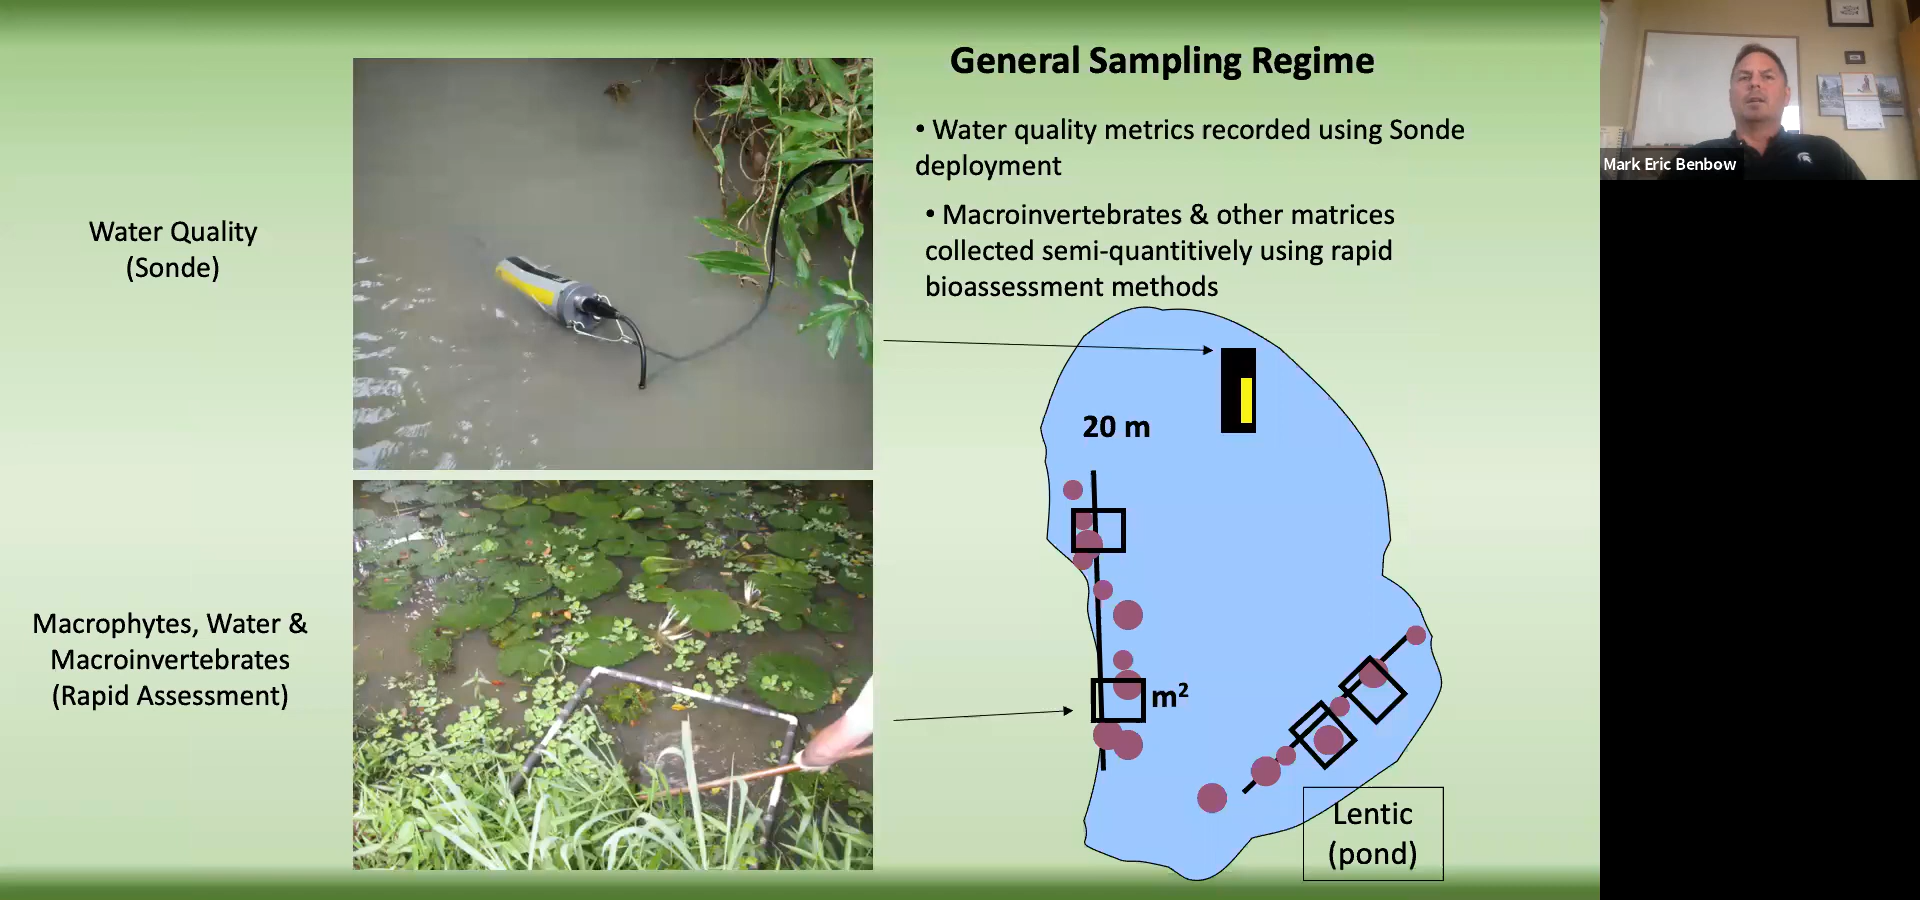 General Sampling Regime
• Water quality metrics recorded using Sonde
deployment
• Macroinvertebrates & other matrices
collected semi-quantitively using rapid
bioassessment methods
Water Quality
(Sonde)
Macrophytes, Water &
Macroinvertebrates
(Rapid Assessment)
20 m
m²
Lentic
(pond)
Mark Eric Benbow